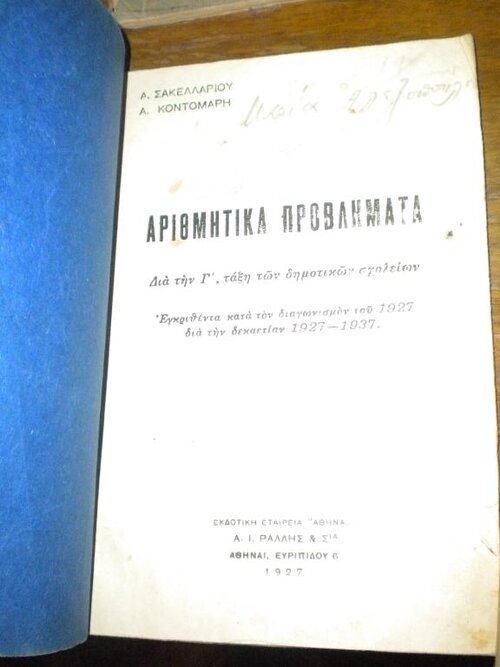 Α. ΣΑΚΕΛΛΑΡΙΟΥ
Α. ΚΟΝΤΟΜΑΡΗ
Μαρία
ΑΡΙΘΜΗΤΙΚΑ ΠΡΟΒΛΗΜΑΤΑ
Διὰ τὴν Γ΄. τάξη τῶν δημοτικῶν σχολείων
Ἐγκριθέντα κατὰ τὸν διαγωνισμὸν τοῦ 1927
διὰ τὴν δεκαετίαν 1927—1937.
ΕΚΔΟΤΙΚΗ ΕΤΑΙΡΕΙΑ "ΑΘΗΝΑ.
Α. Ι. ΡΑΛΛΗΣ & ΣΙΑ
ΑΘΗΝΑΙ, ΕΥΡΙΠΙΔΟΥ 6
1927